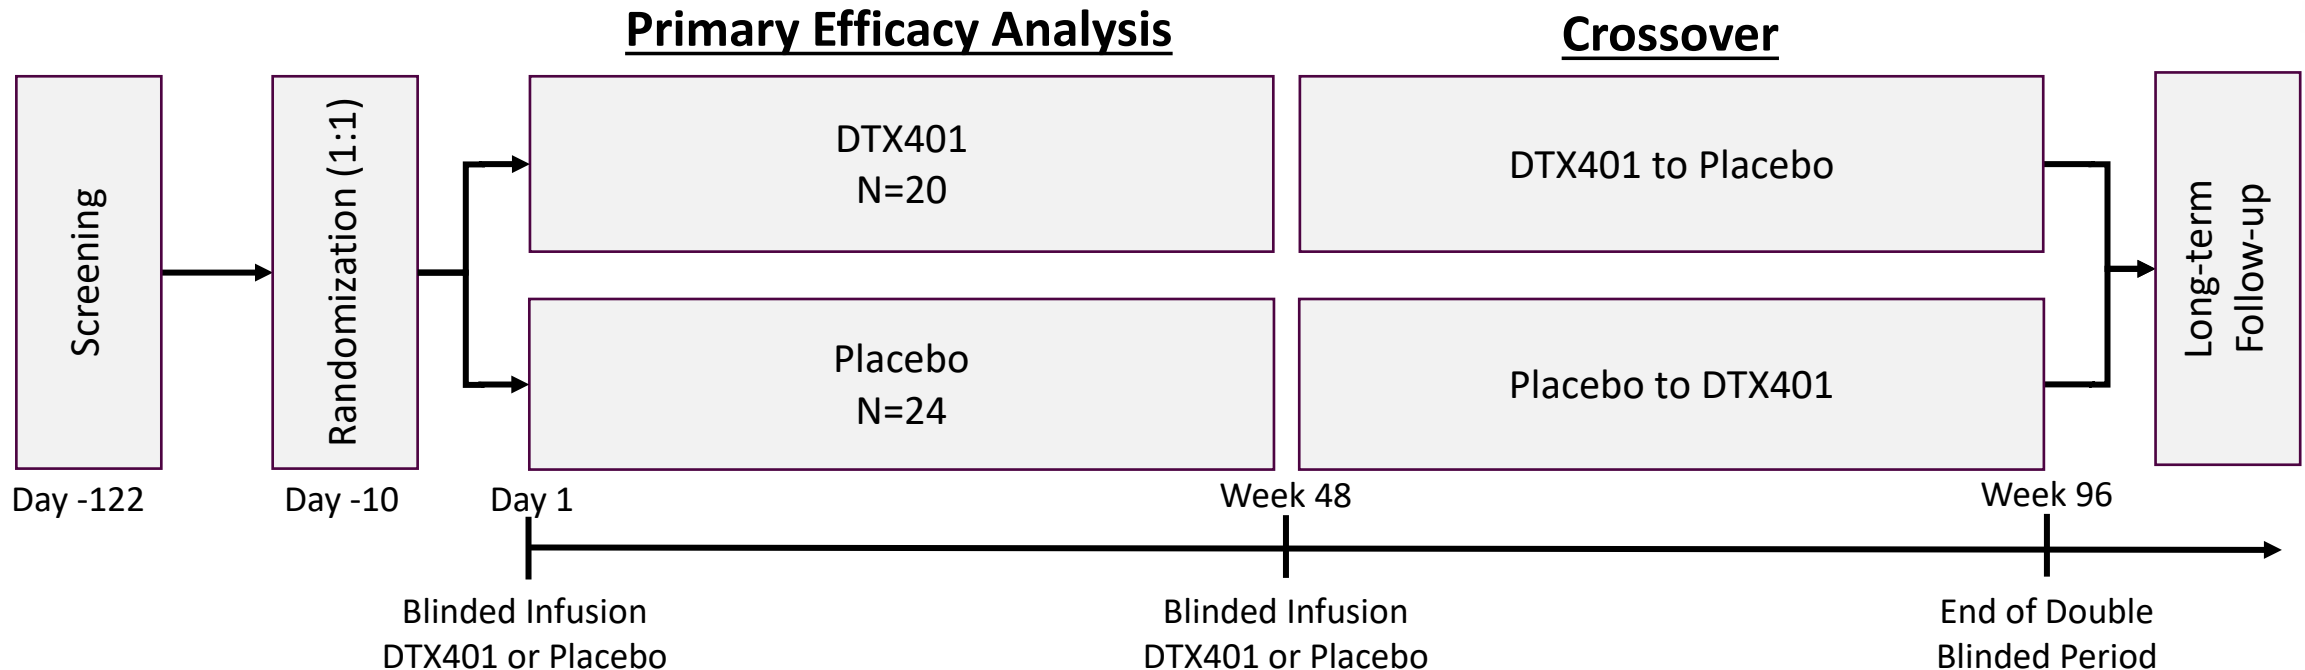 Primary Efficacy Analysis
Crossover
Screening
Randomization (1:1)
DTX401
N=20
DTX401 to Placebo
Placebo
N=24
Placebo to DTX401
Long-term
Follow-up
Day -122
Day -10
Day 1
Week 48
Week 96
Blinded Infusion
DTX401 or Placebo
Blinded Infusion
DTX401 or Placebo
End of Double
Blinded Period